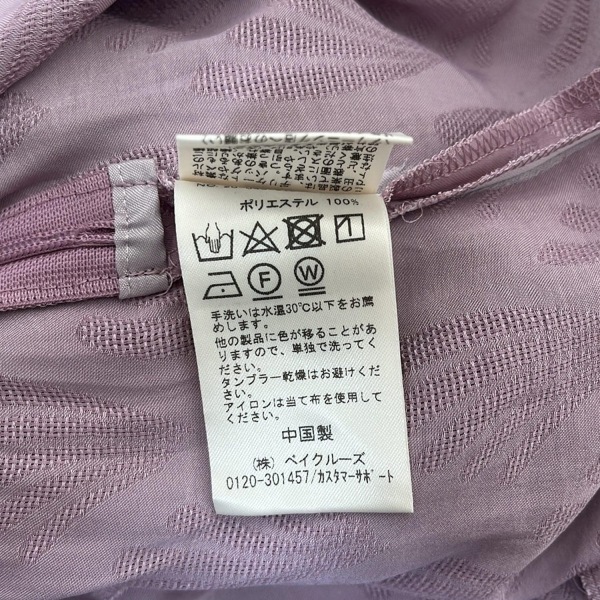 ポリエステル 100%
手洗いは水温30℃以下をお薦
めします。
他の製品に色が移ることがあ
りますので、単独で洗ってく
ださい。
タンブラー乾燥はお避けくだ
さい。
アイロンは当て布を使用して
ください。
中国製
(株) ベイクルーズ
0120-301457/カスタマーサポート